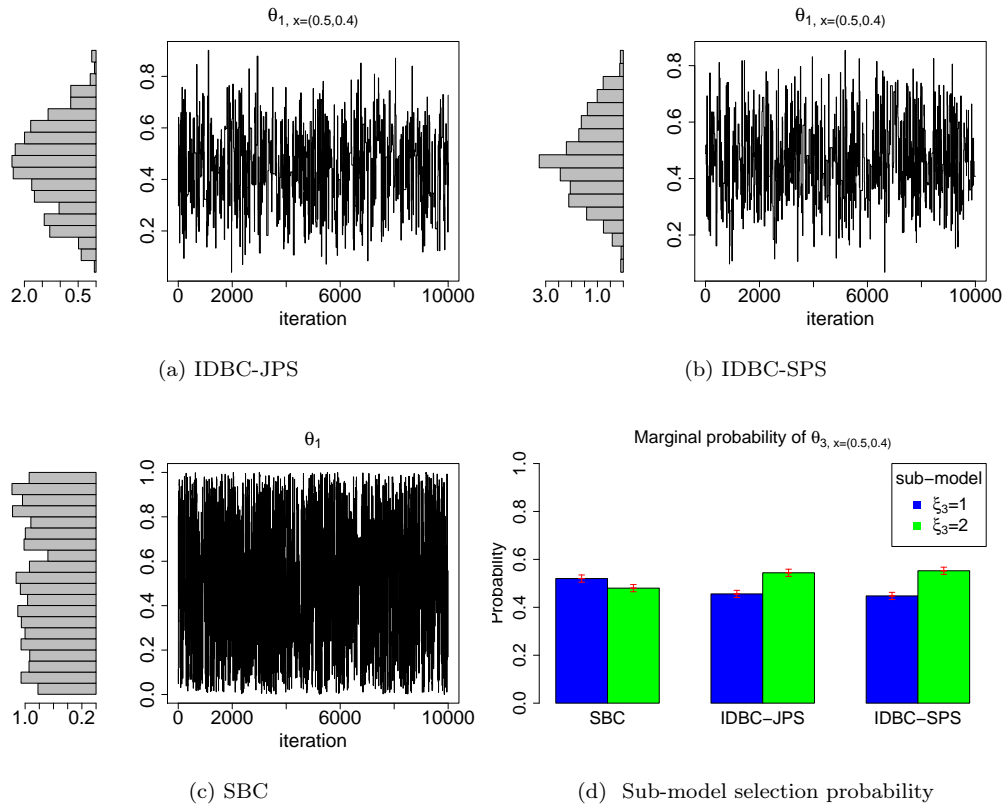 θ1, x=(0.5,0.4)
0.2 0.4 0.6 0.8
2.0 0.5
0 2000 6000 10000
iteration
(a) IDBC-JPS
θ1, x=(0.5,0.4)
0.2 0.4 0.6 0.8
3.0 1.0
0 2000 6000 10000
iteration
(b) IDBC-SPS
θ1
0.0 0.2 0.4 0.6 0.8 1.0
1.0 0.2
0 2000 6000 10000
iteration
(c) SBC
Marginal probability of θ3, x=(0.5,0.4)
Probability
0.0 0.2 0.4 0.6 0.8 1.0
sub−model
ξ3=1
ξ3=2
SBC IDBC−JPS IDBC−SPS
(d) Sub-model selection probability